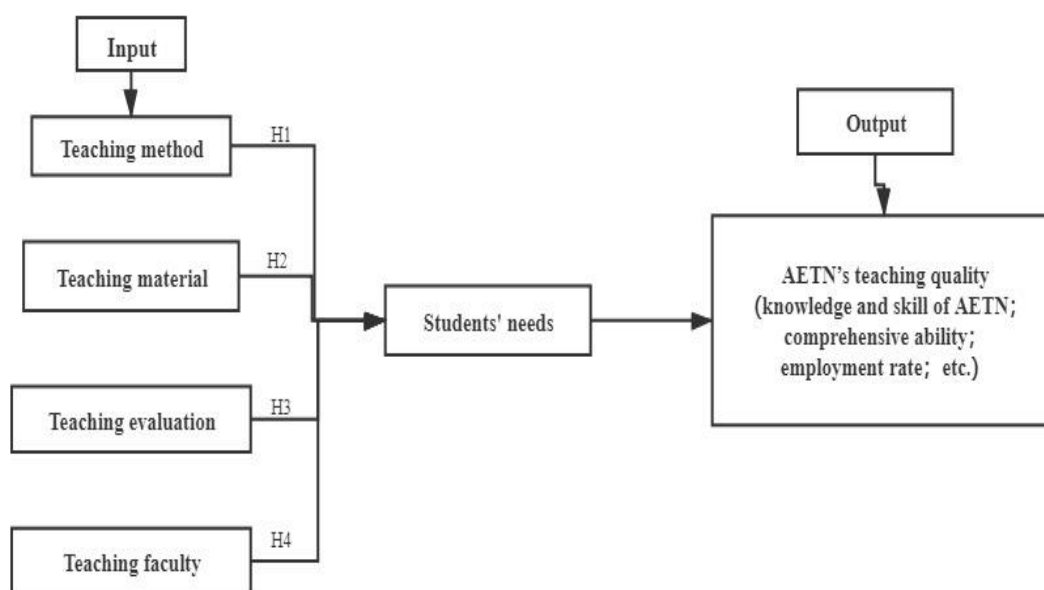 Input
Output
Teaching method
H1
Teaching material
H2
Students' needs
AETN's teaching quality
(knowledge and skill of AETN;
comprehensive ability;
employment rate; etc.)
Teaching evaluation
H3
Teaching faculty
H4